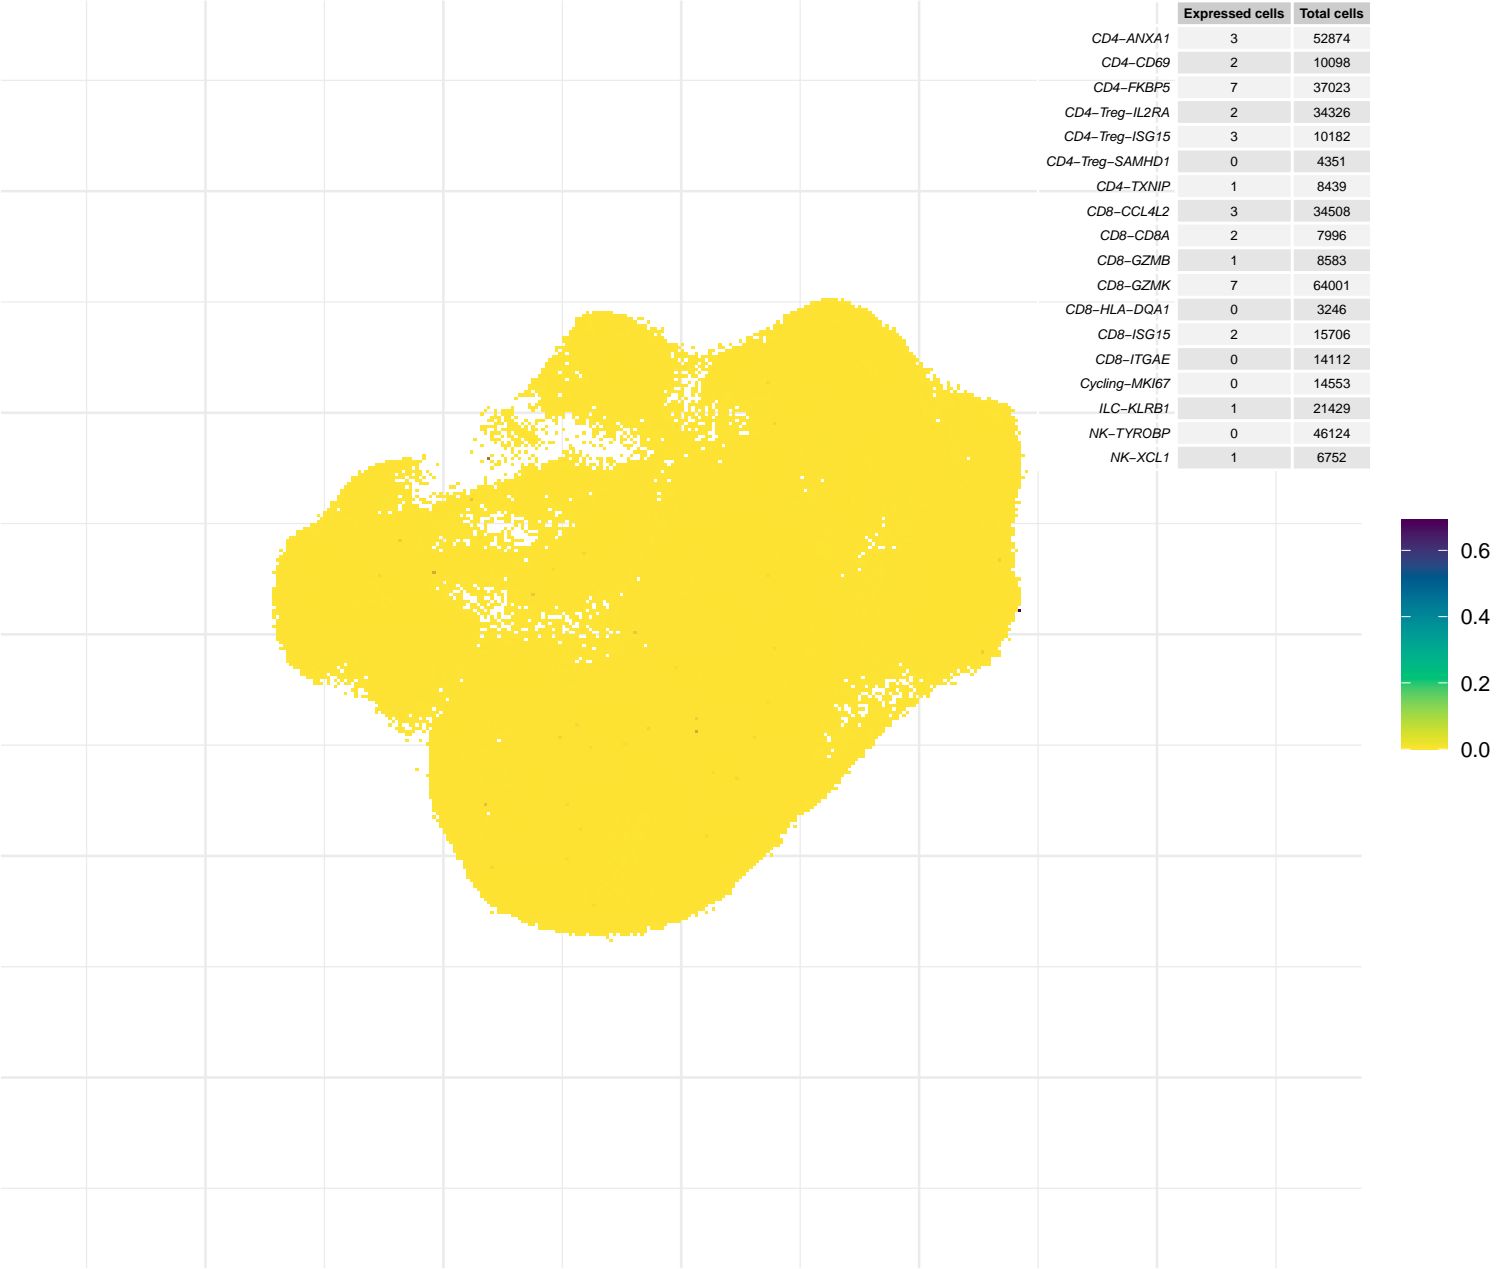 Expressed cells Total cells
CD4−ANXA1 3 52874
CD4−CD69 2 10098
CD4−FKBP5 7 37023
CD4−Treg−IL2RA 2 34326
CD4−Treg−ISG15 3 10182
CD4−Treg−SAMHD1 0 4351
CD4−TXNIP 1 8439
CD8−CCL4L2 3 34508
CD8−CD8A 2 7996
CD8−GZMB 1 8583
CD8−GZMK 7 64001
CD8−HLA−DQA1 0 3246
CD8−ISG15 2 15706
CD8−ITGAE 0 14112
Cycling−MKI67 0 14553
ILC−KLRB1 1 21429
NK−TYROBP 0 46124
NK−XCL1 1 6752
0.6
0.4
0.2
0.0